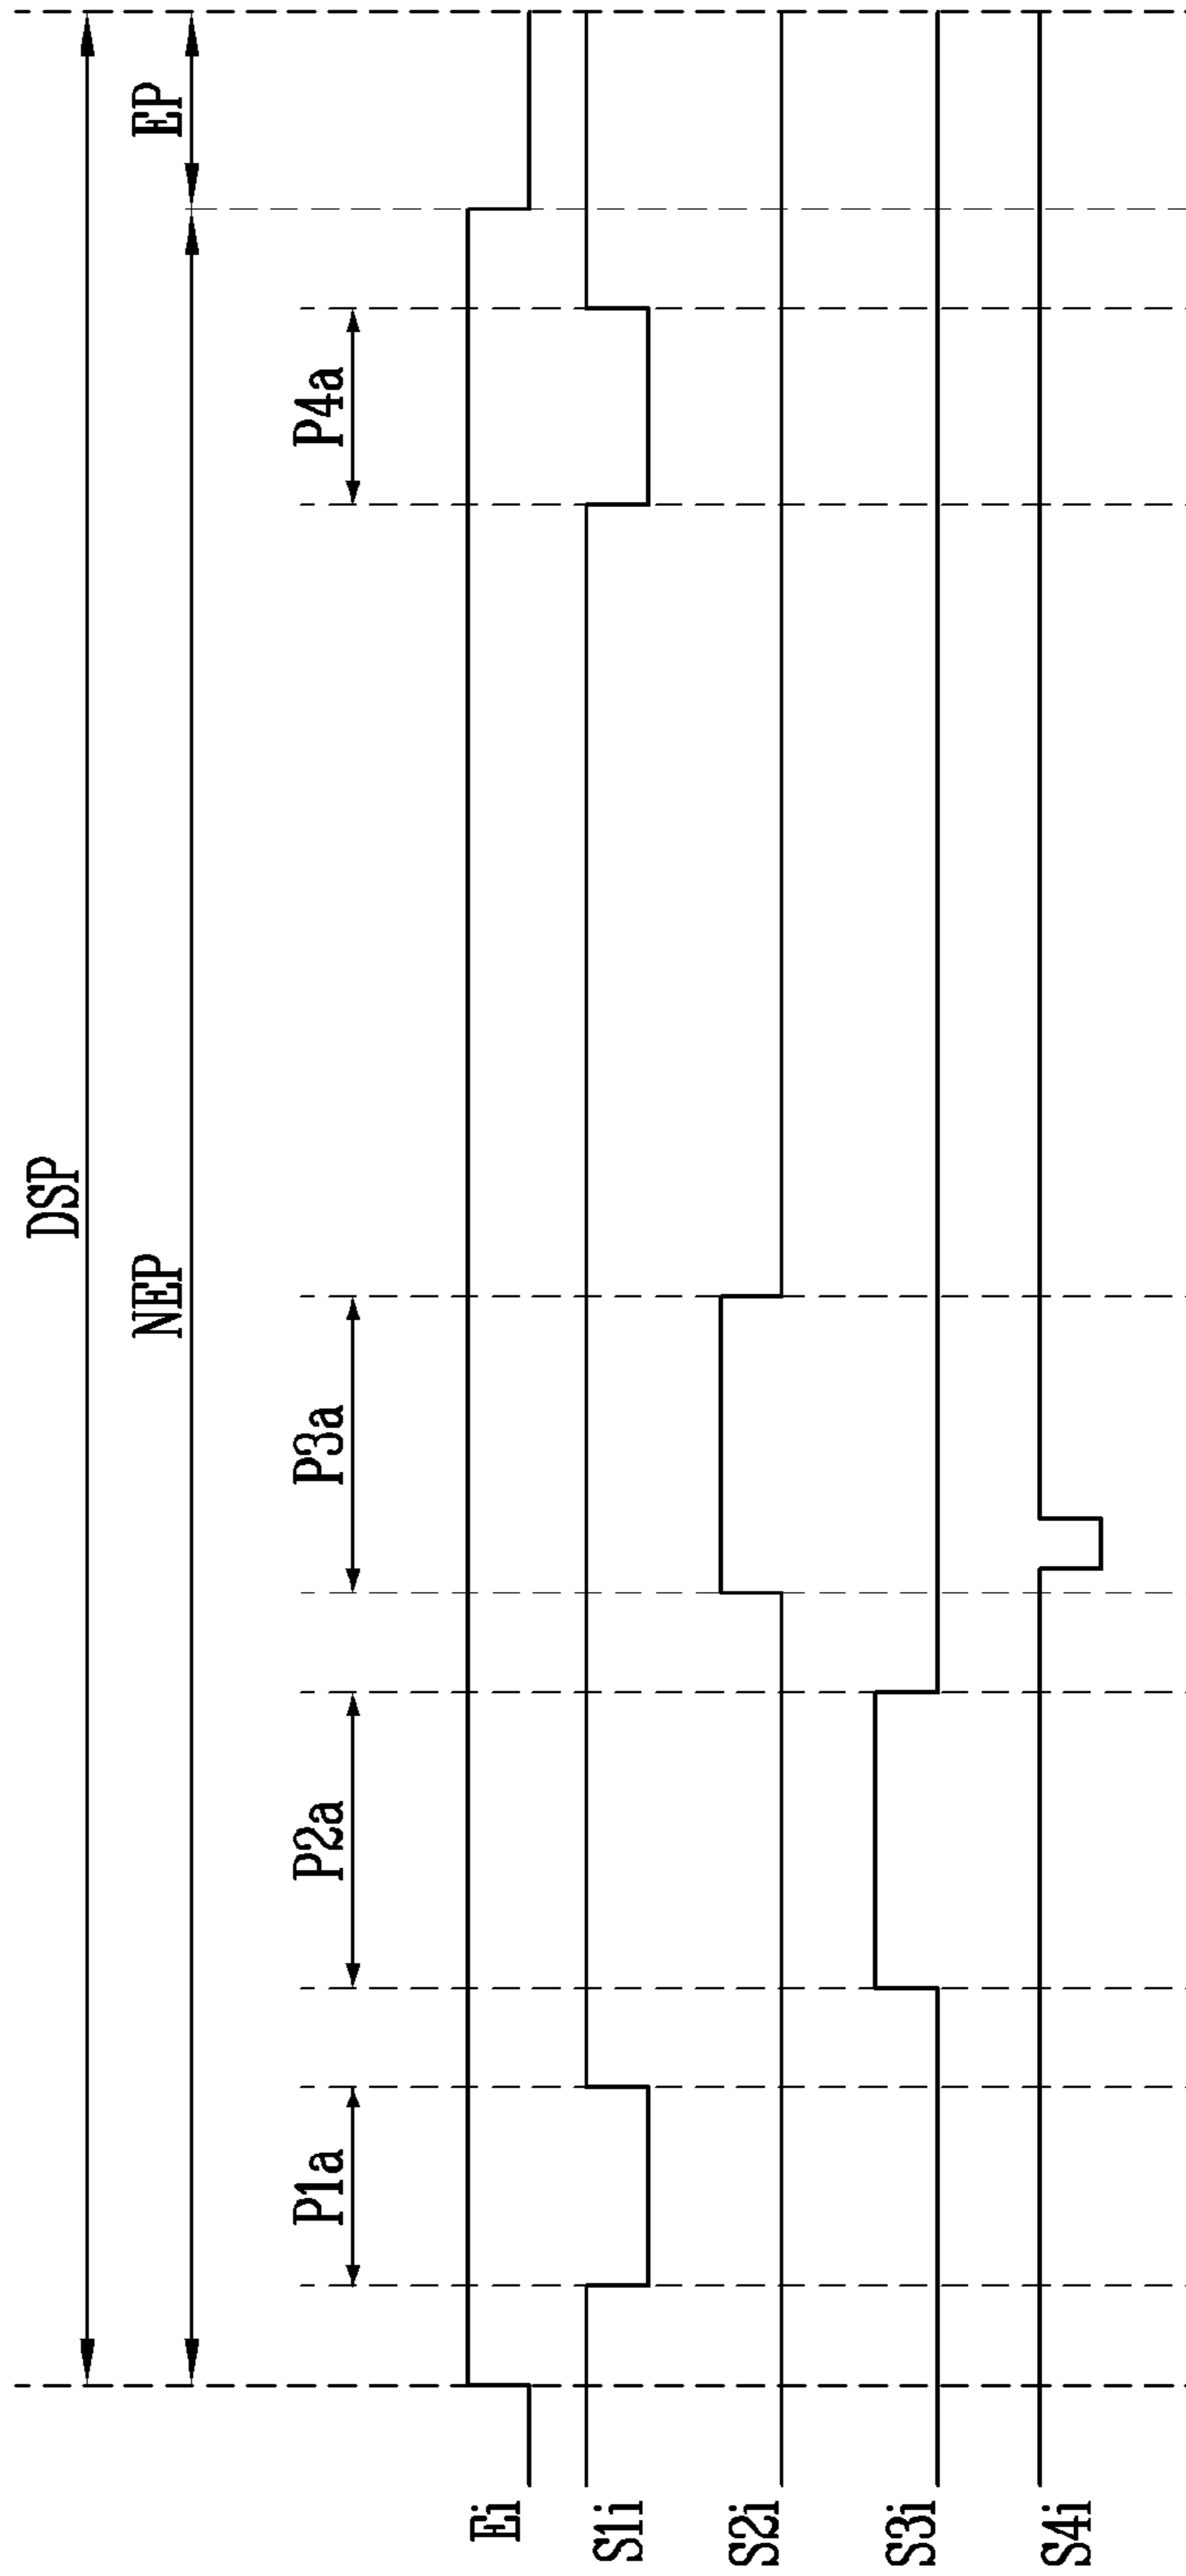 DSP
NEP
EP
P1a
P2a
P3a
P4a
Ei
S1i
S2i
S3i
S4i